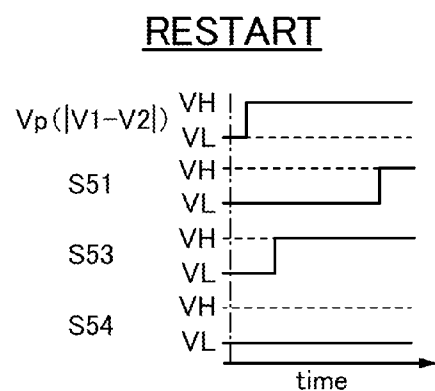 RESTART
Vp(|V1-V2|) VH
VL
S51 VH
VL
S53 VH
VL
S54 VH
VL
time